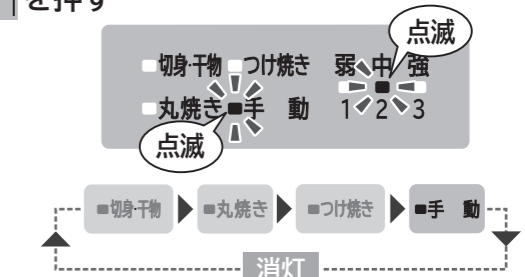 を押す
点滅
切身・干物 つけ焼き 弱 中 強
丸焼き 手 動 1 2 3
点滅
切身・干物 丸焼き つけ焼き 手 動
消灯